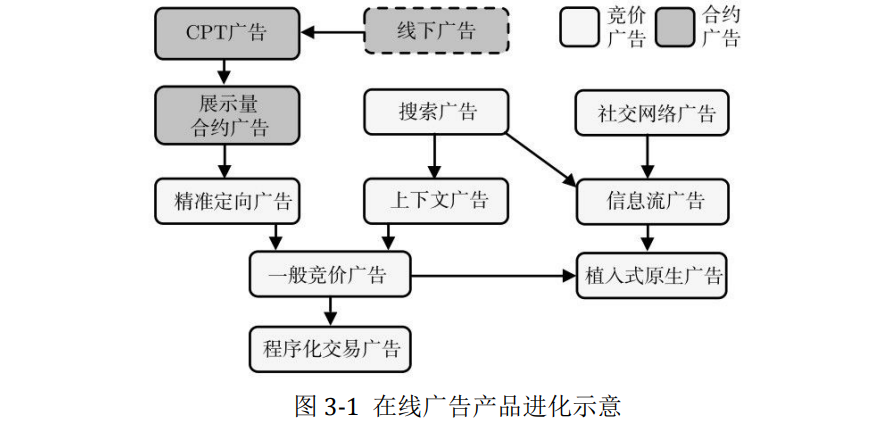 CPT广告
线下广告
竞价
广告
合约
广告
展示量
合约广告
搜索广告
社交网络广告
精准定向广告
上下文广告
信息流广告
一般竞价广告
植入式原生广告
程序化交易广告
图 3-1 在线广告产品进化示意